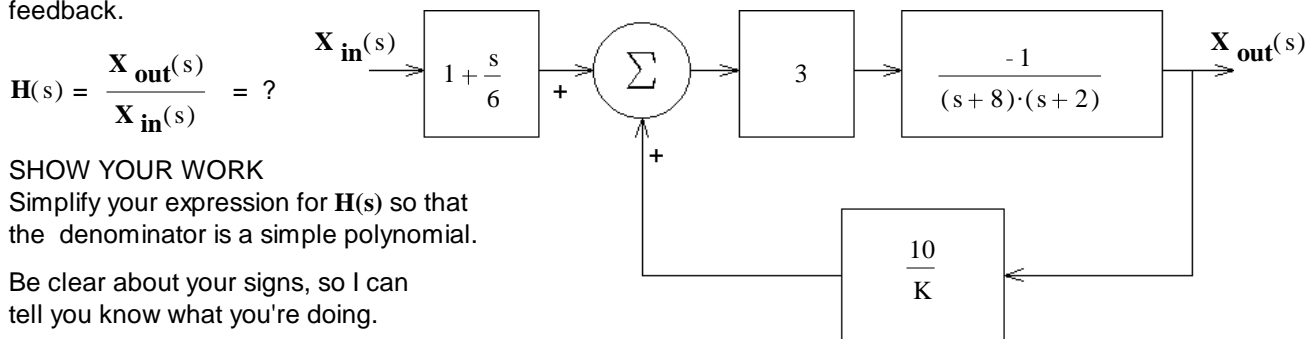 feedback.
H(s) = X out(s) / X in(s) = ?
X in(s)
1 + s/6
+
Σ
+
3
- 1 / (s + 8)·(s + 2)
X out(s)
10 / K
SHOW YOUR WORK
Simplify your expression for H(s) so that
the denominator is a simple polynomial.
Be clear about your signs, so I can
tell you know what you're doing.